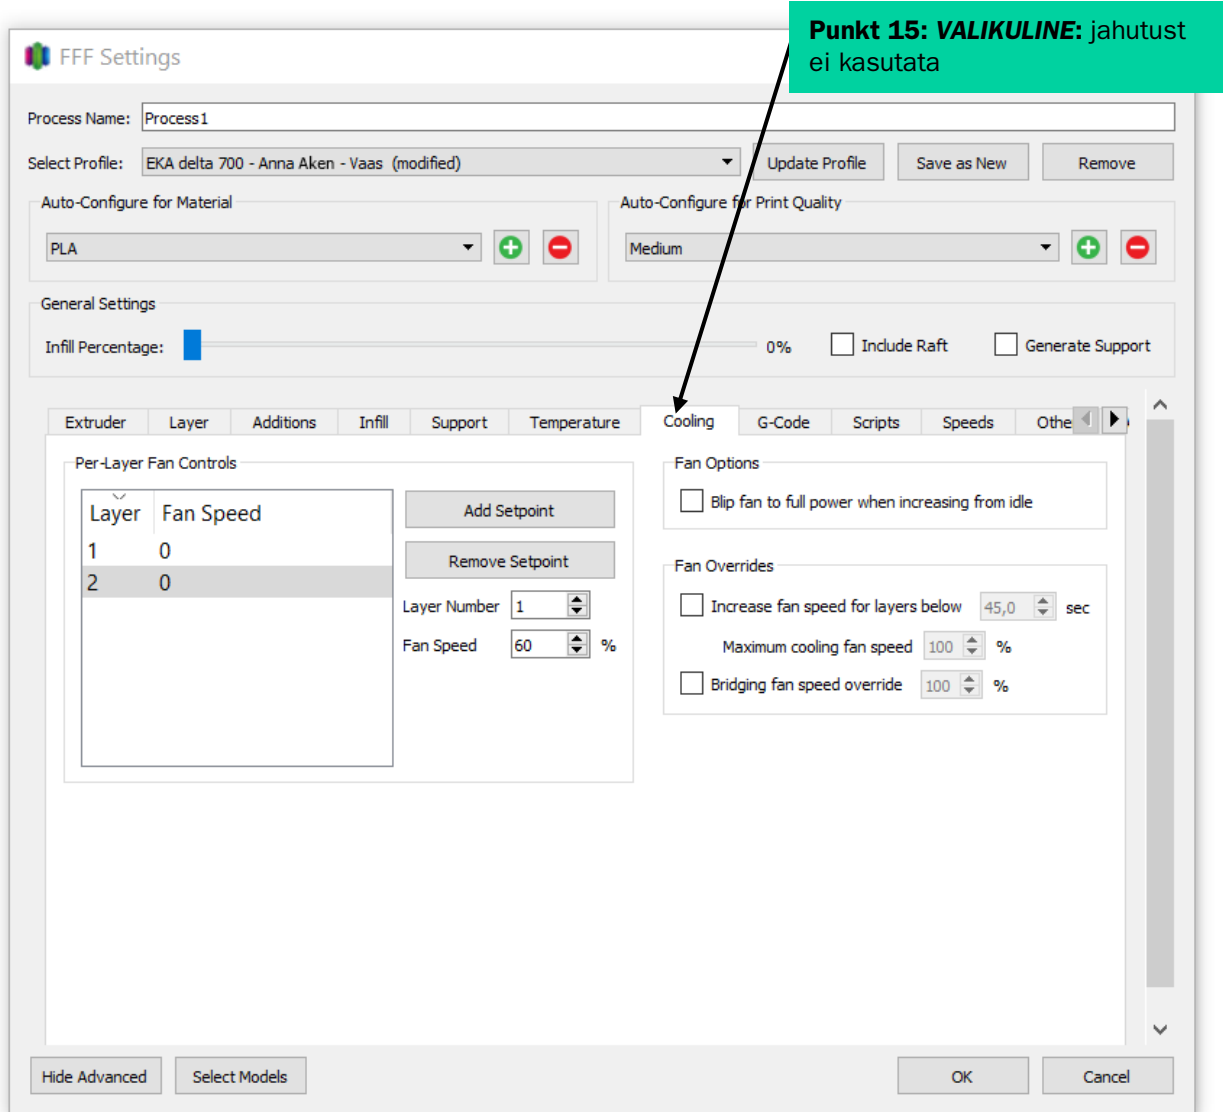 Punkt 15: VALIKULINE: jahutust
ei kasutata
FFF Settings
Process Name: Process1
Select Profile: EKA delta 700 - Anna Aken - Vaas (modified) Update Profile Save as New Remove
Auto-Configure for Material Auto-Configure for Print Quality
PLA Medium
General Settings
Infill Percentage: 0% Include Raft Generate Support
Extruder Layer Additions Infill Support Temperature Cooling G-Code Scripts Speeds Othe
Per-Layer Fan Controls Fan Options
Layer Fan Speed Add Setpoint Blip fan to full power when increasing from idle
1 0
Remove Setpoint Fan Overrides
2 0
Layer Number 1 Increase fan speed for layers below 45,0 sec
Fan Speed 60 % Maximum cooling fan speed 100 %
Bridging fan speed override 100 %
Hide Advanced Select Models OK Cancel